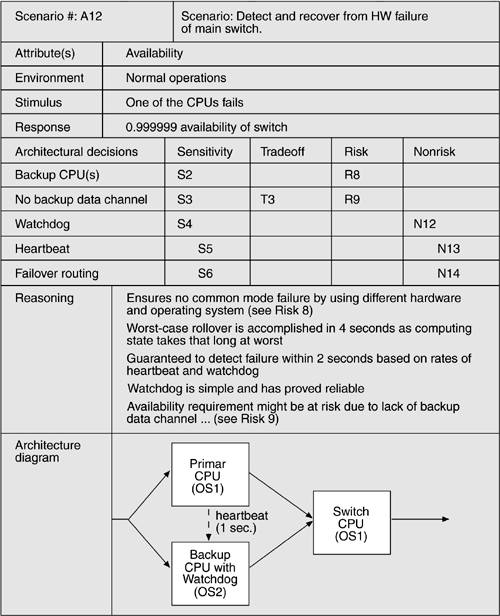 Scenario #: A12
Scenario: Detect and recover from HW failure
of main switch.
Attribute(s)
Availability
Environment
Normal operations
Stimulus
One of the CPUs fails
Response
0.999999 availability of switch
Architectural decisions
Sensitivity
Tradeoff
Risk
Nonrisk
Backup CPU(s)
S2
R8
No backup data channel
S3
T3
R9
Watchdog
S4
N12
Heartbeat
S5
N13
Failover routing
S6
N14
Reasoning
Ensures no common mode failure by using different hardware
and operating system (see Risk 8)
Worst-case rollover is accomplished in 4 seconds as computing
state takes that long at worst
Guaranteed to detect failure within 2 seconds based on rates of
heartbeat and watchdog
Watchdog is simple and has proved reliable
Availability requirement might be at risk due to lack of backup
data channel ... (see Risk 9)
Architecture
diagram
Primar
CPU
(OS1)
heartbeat
(1 sec.)
Backup
CPU with
Watchdog
(OS2)
Switch
CPU
(OS1)